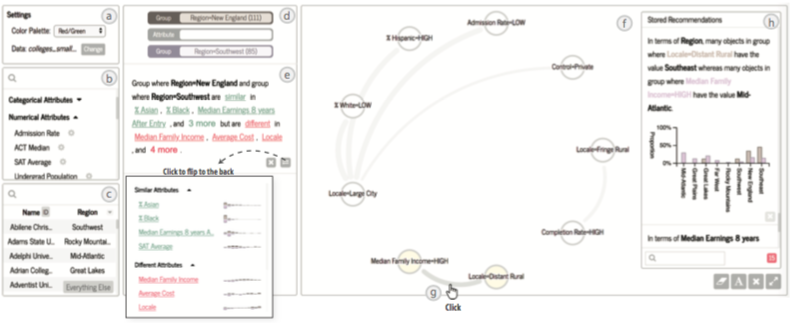 Settings
a
Color Palette: Red/Green
Data: colleges_small... Change
b
Categorical Attributes
Numerical Attributes
Admission Rate
ACT Median
SAT Average
Undergrad Population
c
Name Region
Abilene Chris... Southwest
Adams State U... Rocky Mountai...
Adelphi Unive... Mid-Atlantic
Adrian Colleg... Great Lakes
Adventist Uni... Everything Else
d
Group Region=New England (111)
Attribute
Group Region=Southwest (85)
e
Group where Region=New England and group
where Region=Southwest are similar in
% Asian , % Black , Median Earnings 8 years
After Entry , and 3 more but are different in
Median Family Income , Average Cost , Locale
, and 4 more .
Click to flip to the back
Similar Attributes
% Asian
% Black
Median Earnings 8 years A..
SAT Average
Different Attributes
Median Family Income
Average Cost
Locale
f
Admission Rate=LOW
% Hispanic=HIGH
Control=Private
% White=LOW
Locale=Fringe Rural
Locale=Large City
Completion Rate=HIGH
Median Family Income=HIGH
Locale=Distant Rural
g
Click
h
Stored Recommendations
In terms of Region, many objects in group
where Locale=Distant Rural have the
value Southeast whereas many objects in
group where Median Family
Income=HIGH have the value Mid-
Atlantic.
Proportion
100%
50%
0%
Mid-Atlantic
Great Plains
Great Lakes
Far West
Rocky Mountains
Southwest
New England
Southeast
In terms of Median Earnings 8 years
A